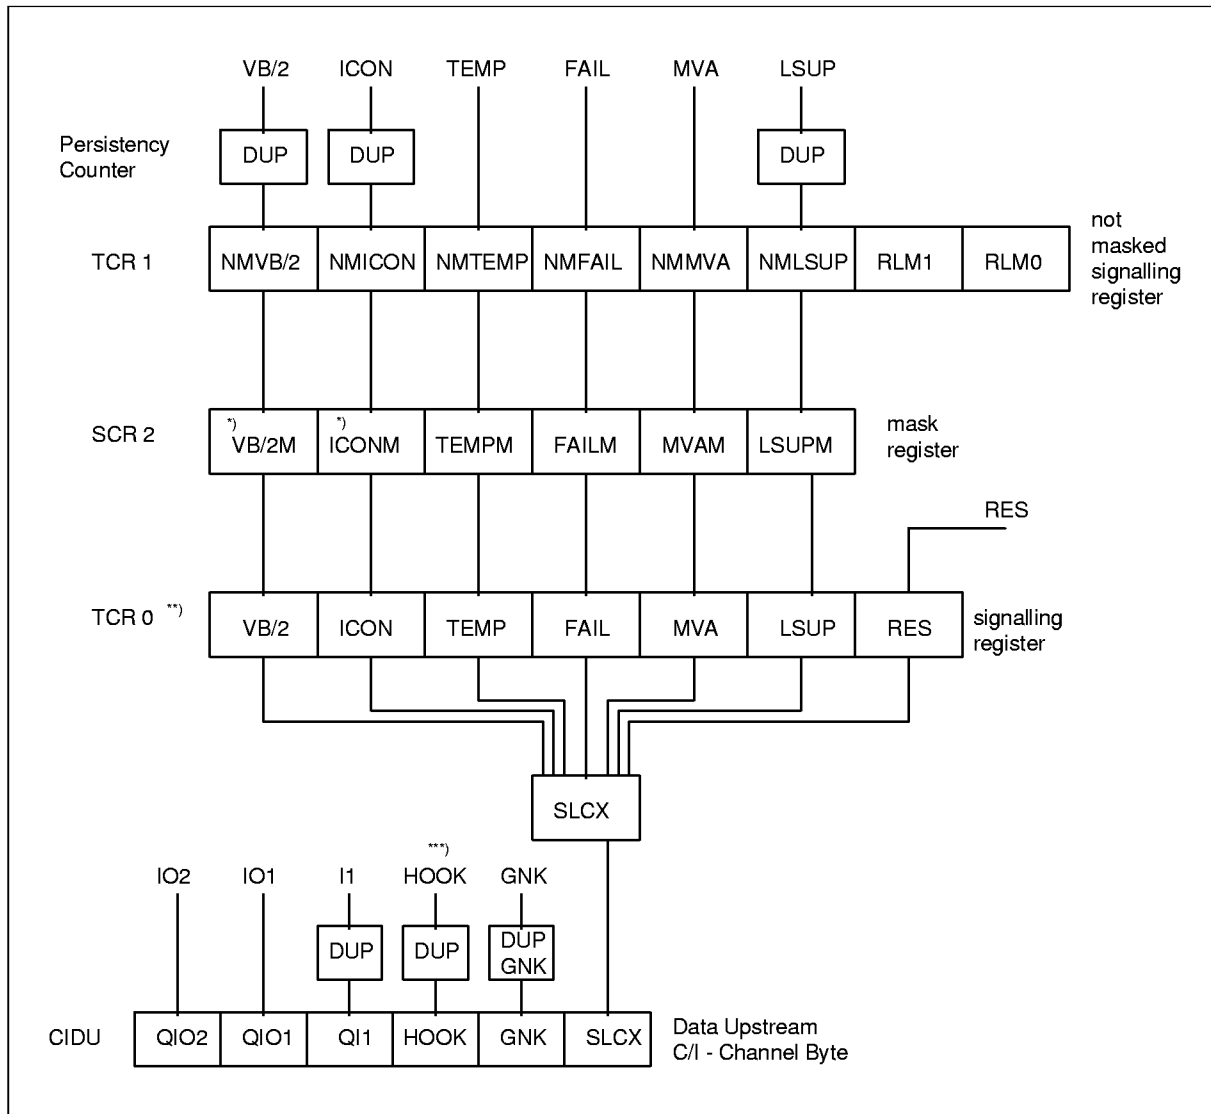 VB/2 ICON TEMP FAIL MVA LSUP
Persistency
Counter
DUP DUP DUP
TCR 1 NMVB/2 NMICON NMTEMP NMFAIL NMMVA NMLSUP RLM1 RLM0
not
masked
signalling
register
SCR 2 *) VB/2M *) ICONM TEMPM FAILM MVAM LSUPM
mask
register
RES
TCR 0 **) VB/2 ICON TEMP FAIL MVA LSUP RES
signalling
register
SLCX
***)
IO2 IO1 I1 HOOK GNK
DUP DUP DUP
GNK
CIDU QIO2 QIO1 QI1 HOOK GNK SLCX
Data Upstream
C/I - Channel Byte